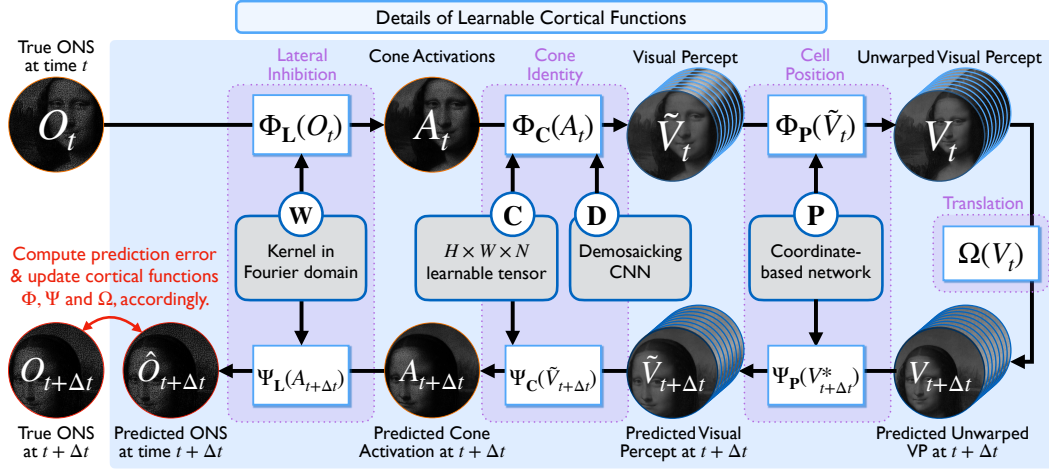 Details of Learnable Cortical Functions
True ONS
at time t
Lateral
Inhibition
Cone Activations
Cone
Identity
Visual Percept
Cell
Position
Unwarped Visual Percept
O_t
Φ_L(O_t)
A_t
Φ_C(A_t)
Ṽ_t
Φ_P(Ṽ_t)
V_t
Translation
Ω(V_t)
W
Kernel in
Fourier domain
C
H × W × N
learnable tensor
D
Demosaicking
CNN
P
Coordinate-
based network
Compute prediction error
& update cortical functions
Φ, Ψ and Ω, accordingly.
O_{t+Δt}
Ô_{t+Δt}
Ψ_L(A_{t+Δt})
A_{t+Δt}
Ψ_C(Ṽ_{t+Δt})
Ṽ_{t+Δt}
Ψ_P(V*_{t+Δt})
V_{t+Δt}
True ONS
at t + Δt
Predicted ONS
at time t + Δt
Predicted Cone
Activation at t + Δt
Predicted Visual
Percept at t + Δt
Predicted Unwarped
VP at t + Δt